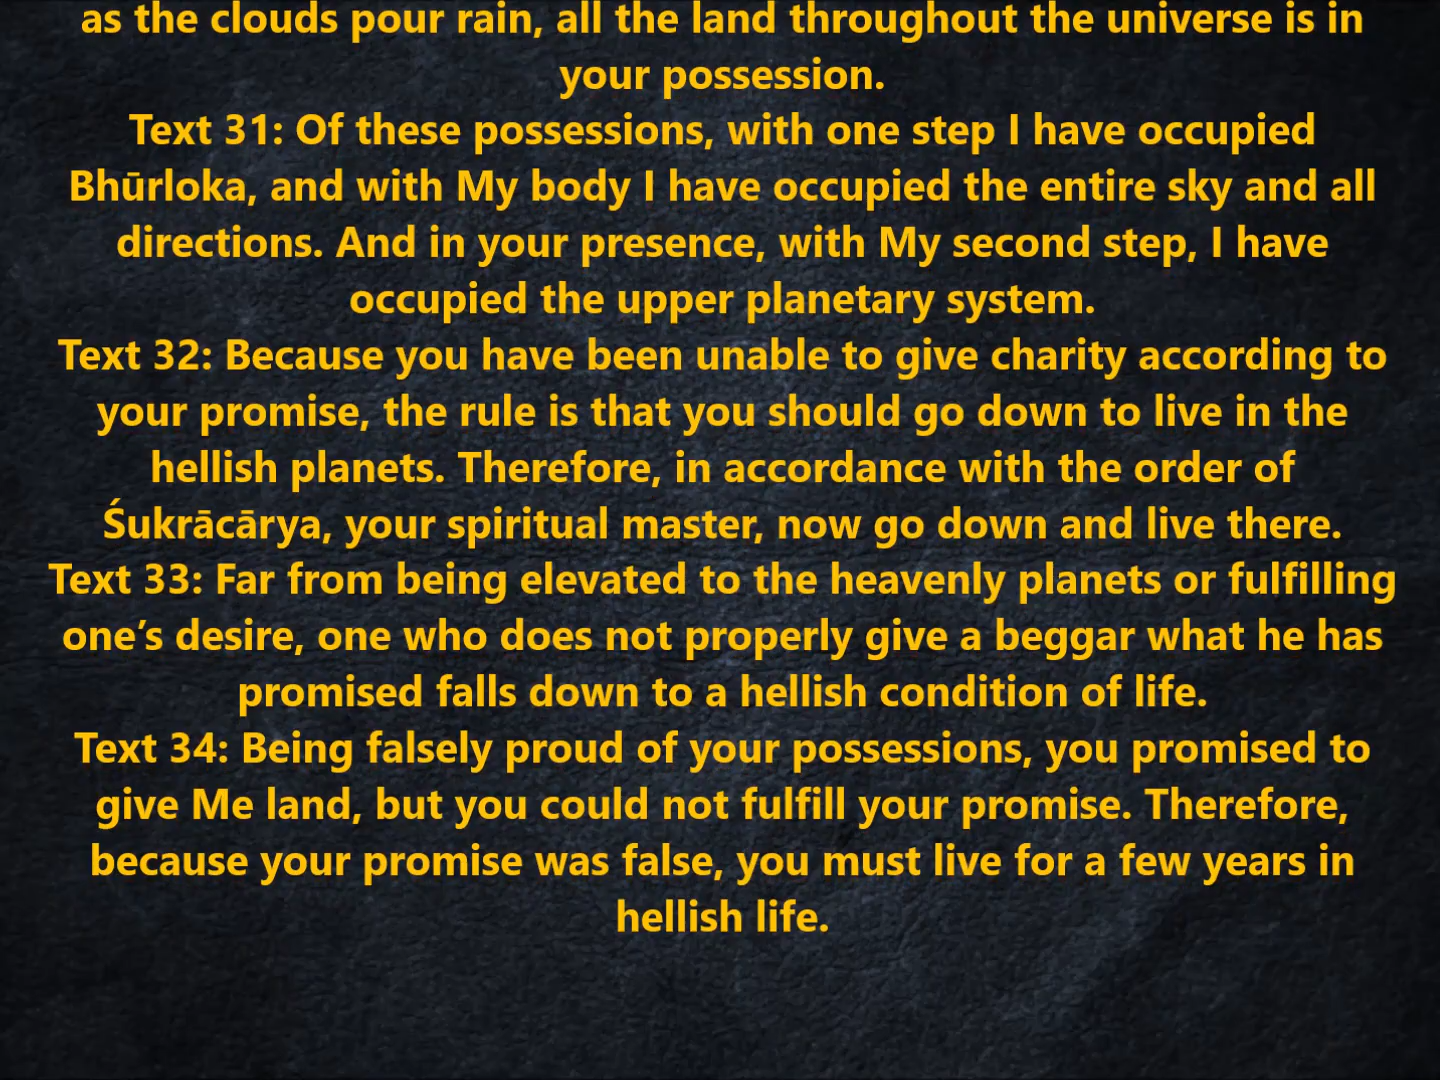 as the clouds pour rain, all the land throughout the universe is in
your possession.
Text 31: Of these possessions, with one step I have occupied
Bhūrloka, and with My body I have occupied the entire sky and all
directions. And in your presence, with My second step, I have
occupied the upper planetary system.
Text 32: Because you have been unable to give charity according to
your promise, the rule is that you should go down to live in the
hellish planets. Therefore, in accordance with the order of
Śukrācārya, your spiritual master, now go down and live there.
Text 33: Far from being elevated to the heavenly planets or fulfilling
one’s desire, one who does not properly give a beggar what he has
promised falls down to a hellish condition of life.
Text 34: Being falsely proud of your possessions, you promised to
give Me land, but you could not fulfill your promise. Therefore,
because your promise was false, you must live for a few years in
hellish life.